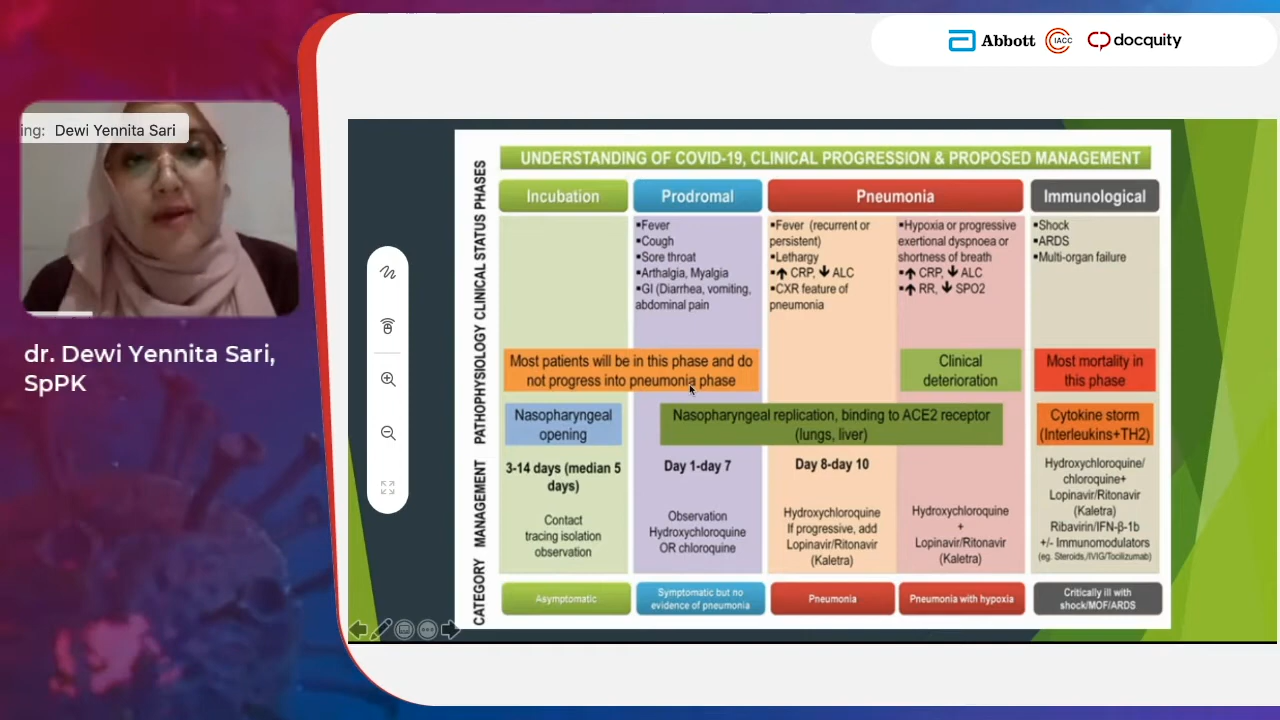 Abbott IACC docquity
ing: Dewi Yennita Sari
dr. Dewi Yennita Sari,
SpPK
UNDERSTANDING OF COVID-19, CLINICAL PROGRESSION & PROPOSED MANAGEMENT
PHASES
Incubation
Prodromal
Pneumonia
Immunological
CLINICAL STATUS
▪Fever
▪Cough
▪Sore throat
▪Arthalgia, Myalgia
▪GI (Diarrhea, vomiting,
abdominal pain
▪Fever (recurrent or
persistent)
▪Lethargy
▪↑ CRP, ↓ ALC
▪CXR feature of
pneumonia
▪Hypoxia or progressive
exertional dyspnoea or
shortness of breath
▪↑ CRP, ↓ ALC
▪↑ RR, ↓ SPO2
▪Shock
▪ARDS
▪Multi-organ failure
PATHOPHYSIOLOGY
Most patients will be in this phase and do
not progress into pneumonia phase
Clinical
deterioration
Most mortality in
this phase
Nasopharyngeal
opening
Nasopharyngeal replication, binding to ACE2 receptor
(lungs, liver)
Cytokine storm
(Interleukins+TH2)
MANAGEMENT
3-14 days (median 5
days)
Contact
tracing isolation
observation
Day 1-day 7
Observation
Hydroxychloroquine
OR chloroquine
Day 8-day 10
Hydroxychloroquine
If progressive, add
Lopinavir/Ritonavir
(Kaletra)
Hydroxychloroquine
+
Lopinavir/Ritonavir
(Kaletra)
Hydroxychloroquine/
chloroquine+
Lopinavir/Ritonavir
(Kaletra)
Ribavirin/IFN-β-1b
+/- Immunomodulators
(eg. Steroids,/IVIG/Tocilizumab)
CATEGORY
Asymptomatic
Symptomatic but no
evidence of pneumonia
Pneumonia
Pneumonia with hypoxia
Critically ill with
shock/MOF/ARDS